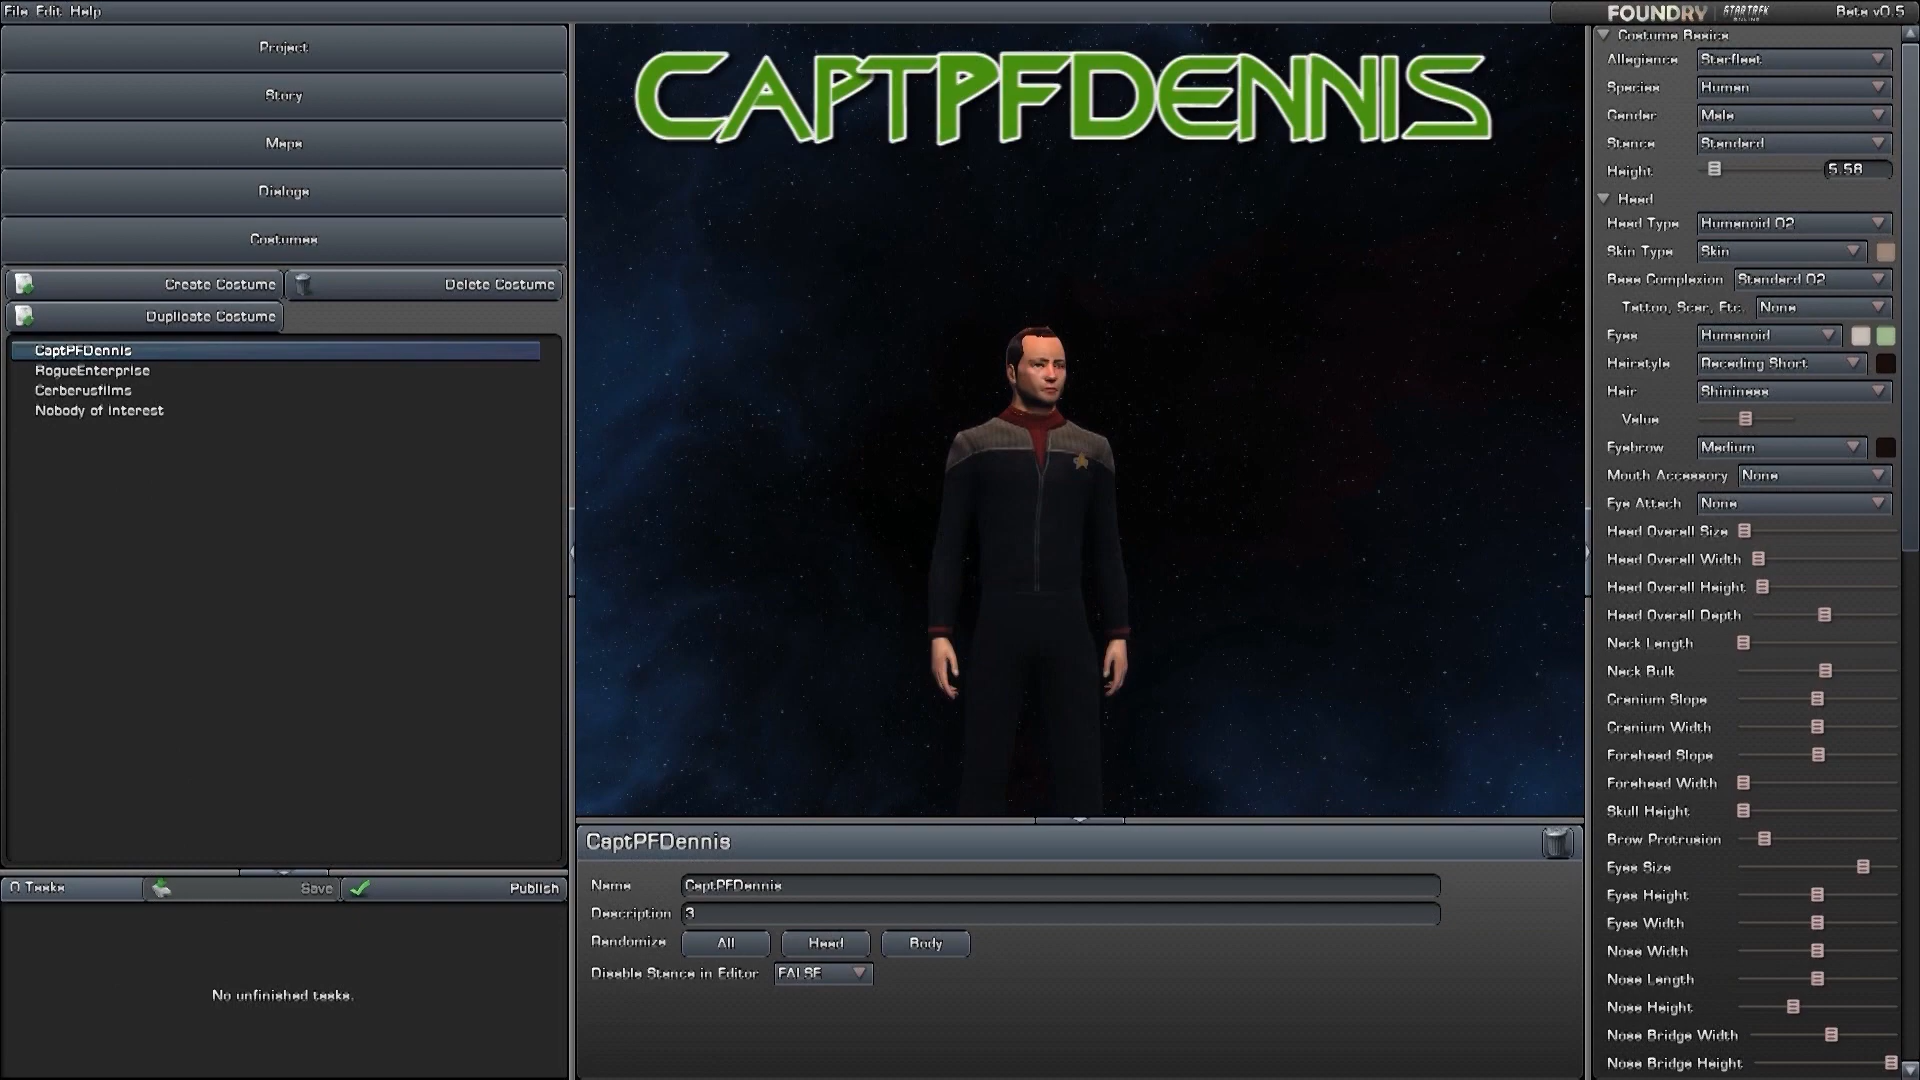 File Edit Help
FOUNDRY
STAR TREK
ONLINE
Beta v0.5
Project
Story
Maps
Dialogs
Costumes
Create Costume
Delete Costume
Duplicate Costume
CaptPFDennis
RogueEnterprise
Cerberusfilms
Nobody of interest
0 Tasks
Save
Publish
No unfinished tasks.
CAPTPFDENNIS
CaptPFDennis
Name CaptPFDennis
Description 3
Randomize All Head Body
Disable Stance in Editor FALSE
Costume Basics
Allegiance Starfleet
Species Human
Gender Male
Stance Standard
Height 5.58
Head
Head Type Humanoid 02
Skin Type Skin
Base Complexion Standard 02
Tattoo, Scar, Etc. None
Eyes Humanoid
Hairstyle Receding Short
Hair Shininess
Value
Eyebrow Medium
Mouth Accessory None
Eye Attach None
Head Overall Size
Head Overall Width
Head Overall Height
Head Overall Depth
Neck Length
Neck Bulk
Cranium Slope
Cranium Width
Forehead Slope
Forehead Width
Skull Height
Brow Protrusion
Eyes Size
Eyes Height
Eyes Width
Nose Width
Nose Length
Nose Height
Nose Bridge Width
Nose Bridge Height